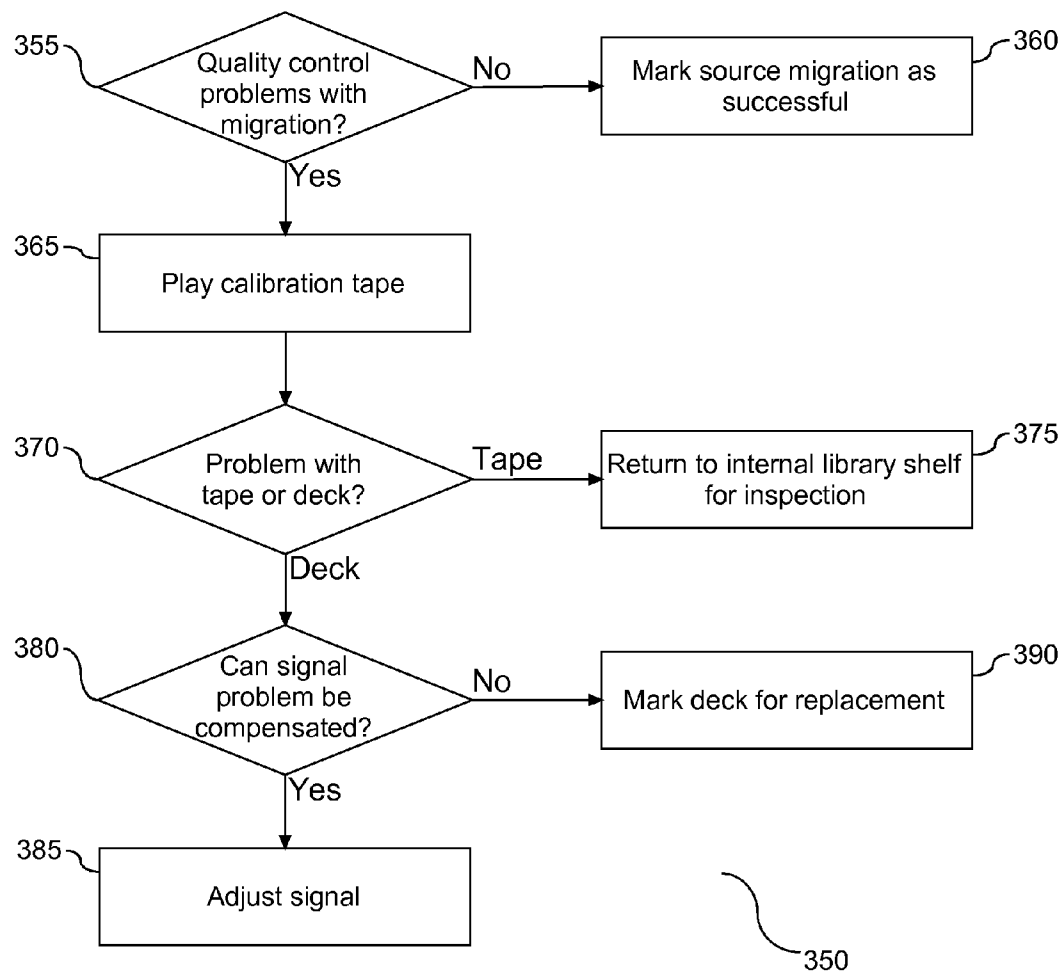 355
Quality control
problems with
migration?
No
Mark source migration as
successful
360
Yes
365
Play calibration tape
370
Problem with
tape or deck?
Tape
Return to internal library shelf
for inspection
375
Deck
380
Can signal
problem be
compensated?
No
Mark deck for replacement
390
Yes
385
Adjust signal
350